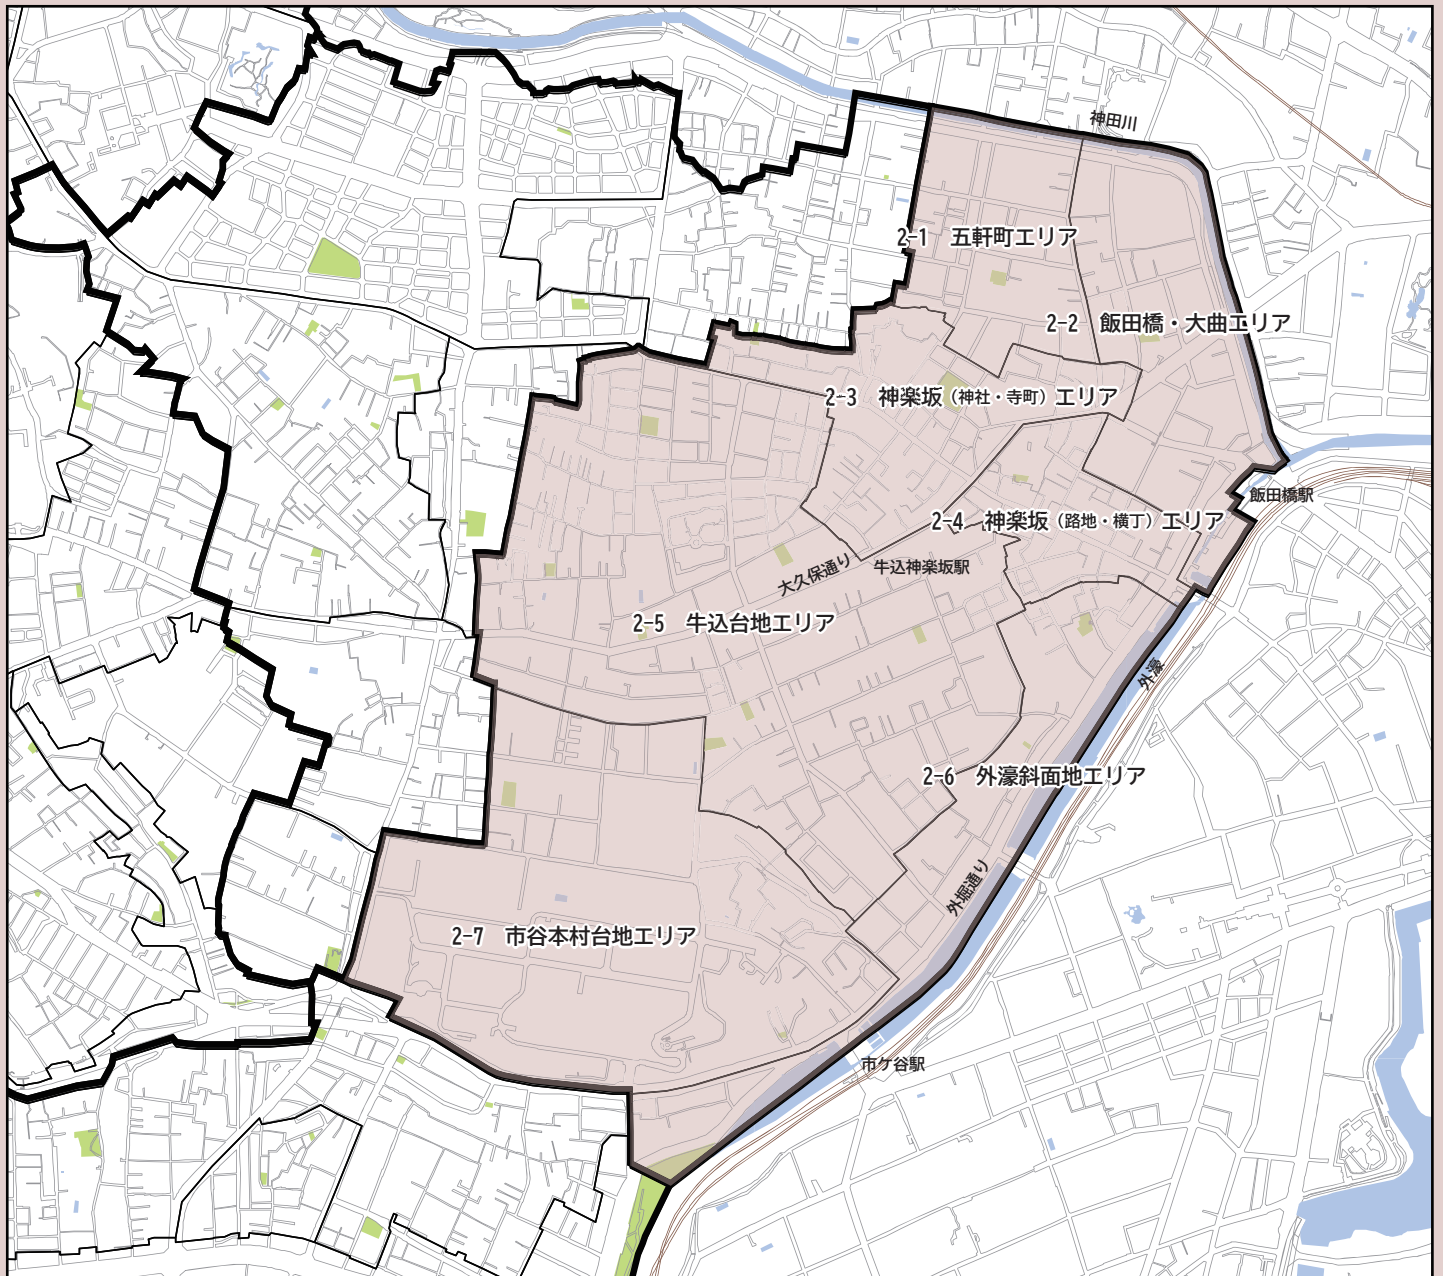 神田川
2-1 五軒町エリア
2-2 飯田橋・大曲エリア
2-3 神楽坂（神社・寺町）エリア
飯田橋駅
2-4 神楽坂（路地・横丁）エリア
大久保通り
牛込神楽坂駅
2-5 牛込台地エリア
外濠
2-6 外濠斜面地エリア
外堀通り
2-7 市谷本村台地エリア
市ケ谷駅